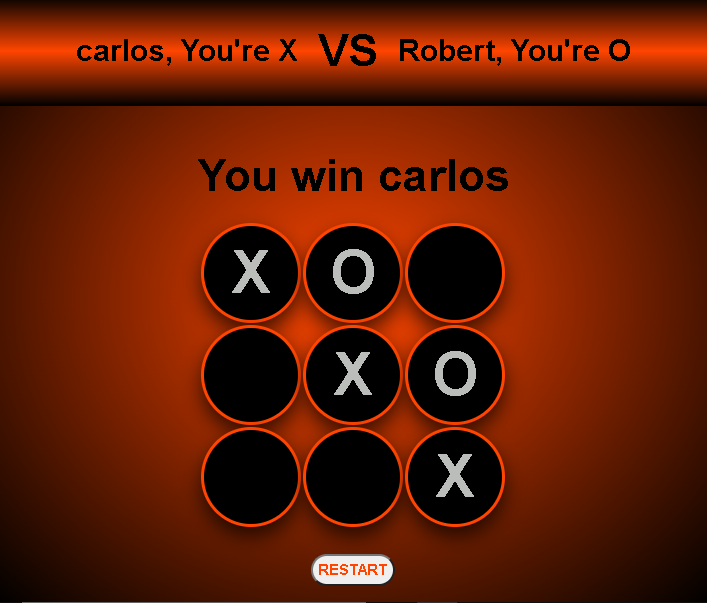 carlos, You're X VS Robert, You're O
You win carlos
X O
X O
X
RESTART